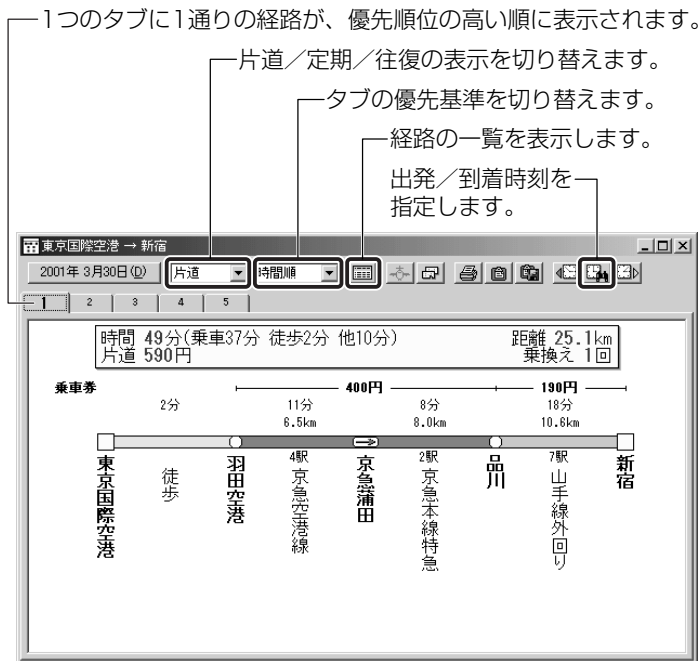 1つのタブに1通りの経路が、優先順位の高い順に表示されます。
片道／定期／往復の表示を切り替えます。
タブの優先基準を切り替えます。
経路の一覧を表示します。
出発／到着時刻を
指定します。
東京国際空港 → 新宿
2001年 3月30日(D) 片道 時間順
1 2 3 4 5
時間 49分(乗車37分 徒歩2分 他10分) 距離 25.1km
片道 590円 乗換え 1回
乗車券 400円 190円
2分 11分 8分 18分
6.5km 8.0km 10.6km
4駅 2駅 7駅
東京国際空港
徒歩
羽田空港
京急空港線
京急蒲田
京急本線特急
品川
山手線外回り
新宿